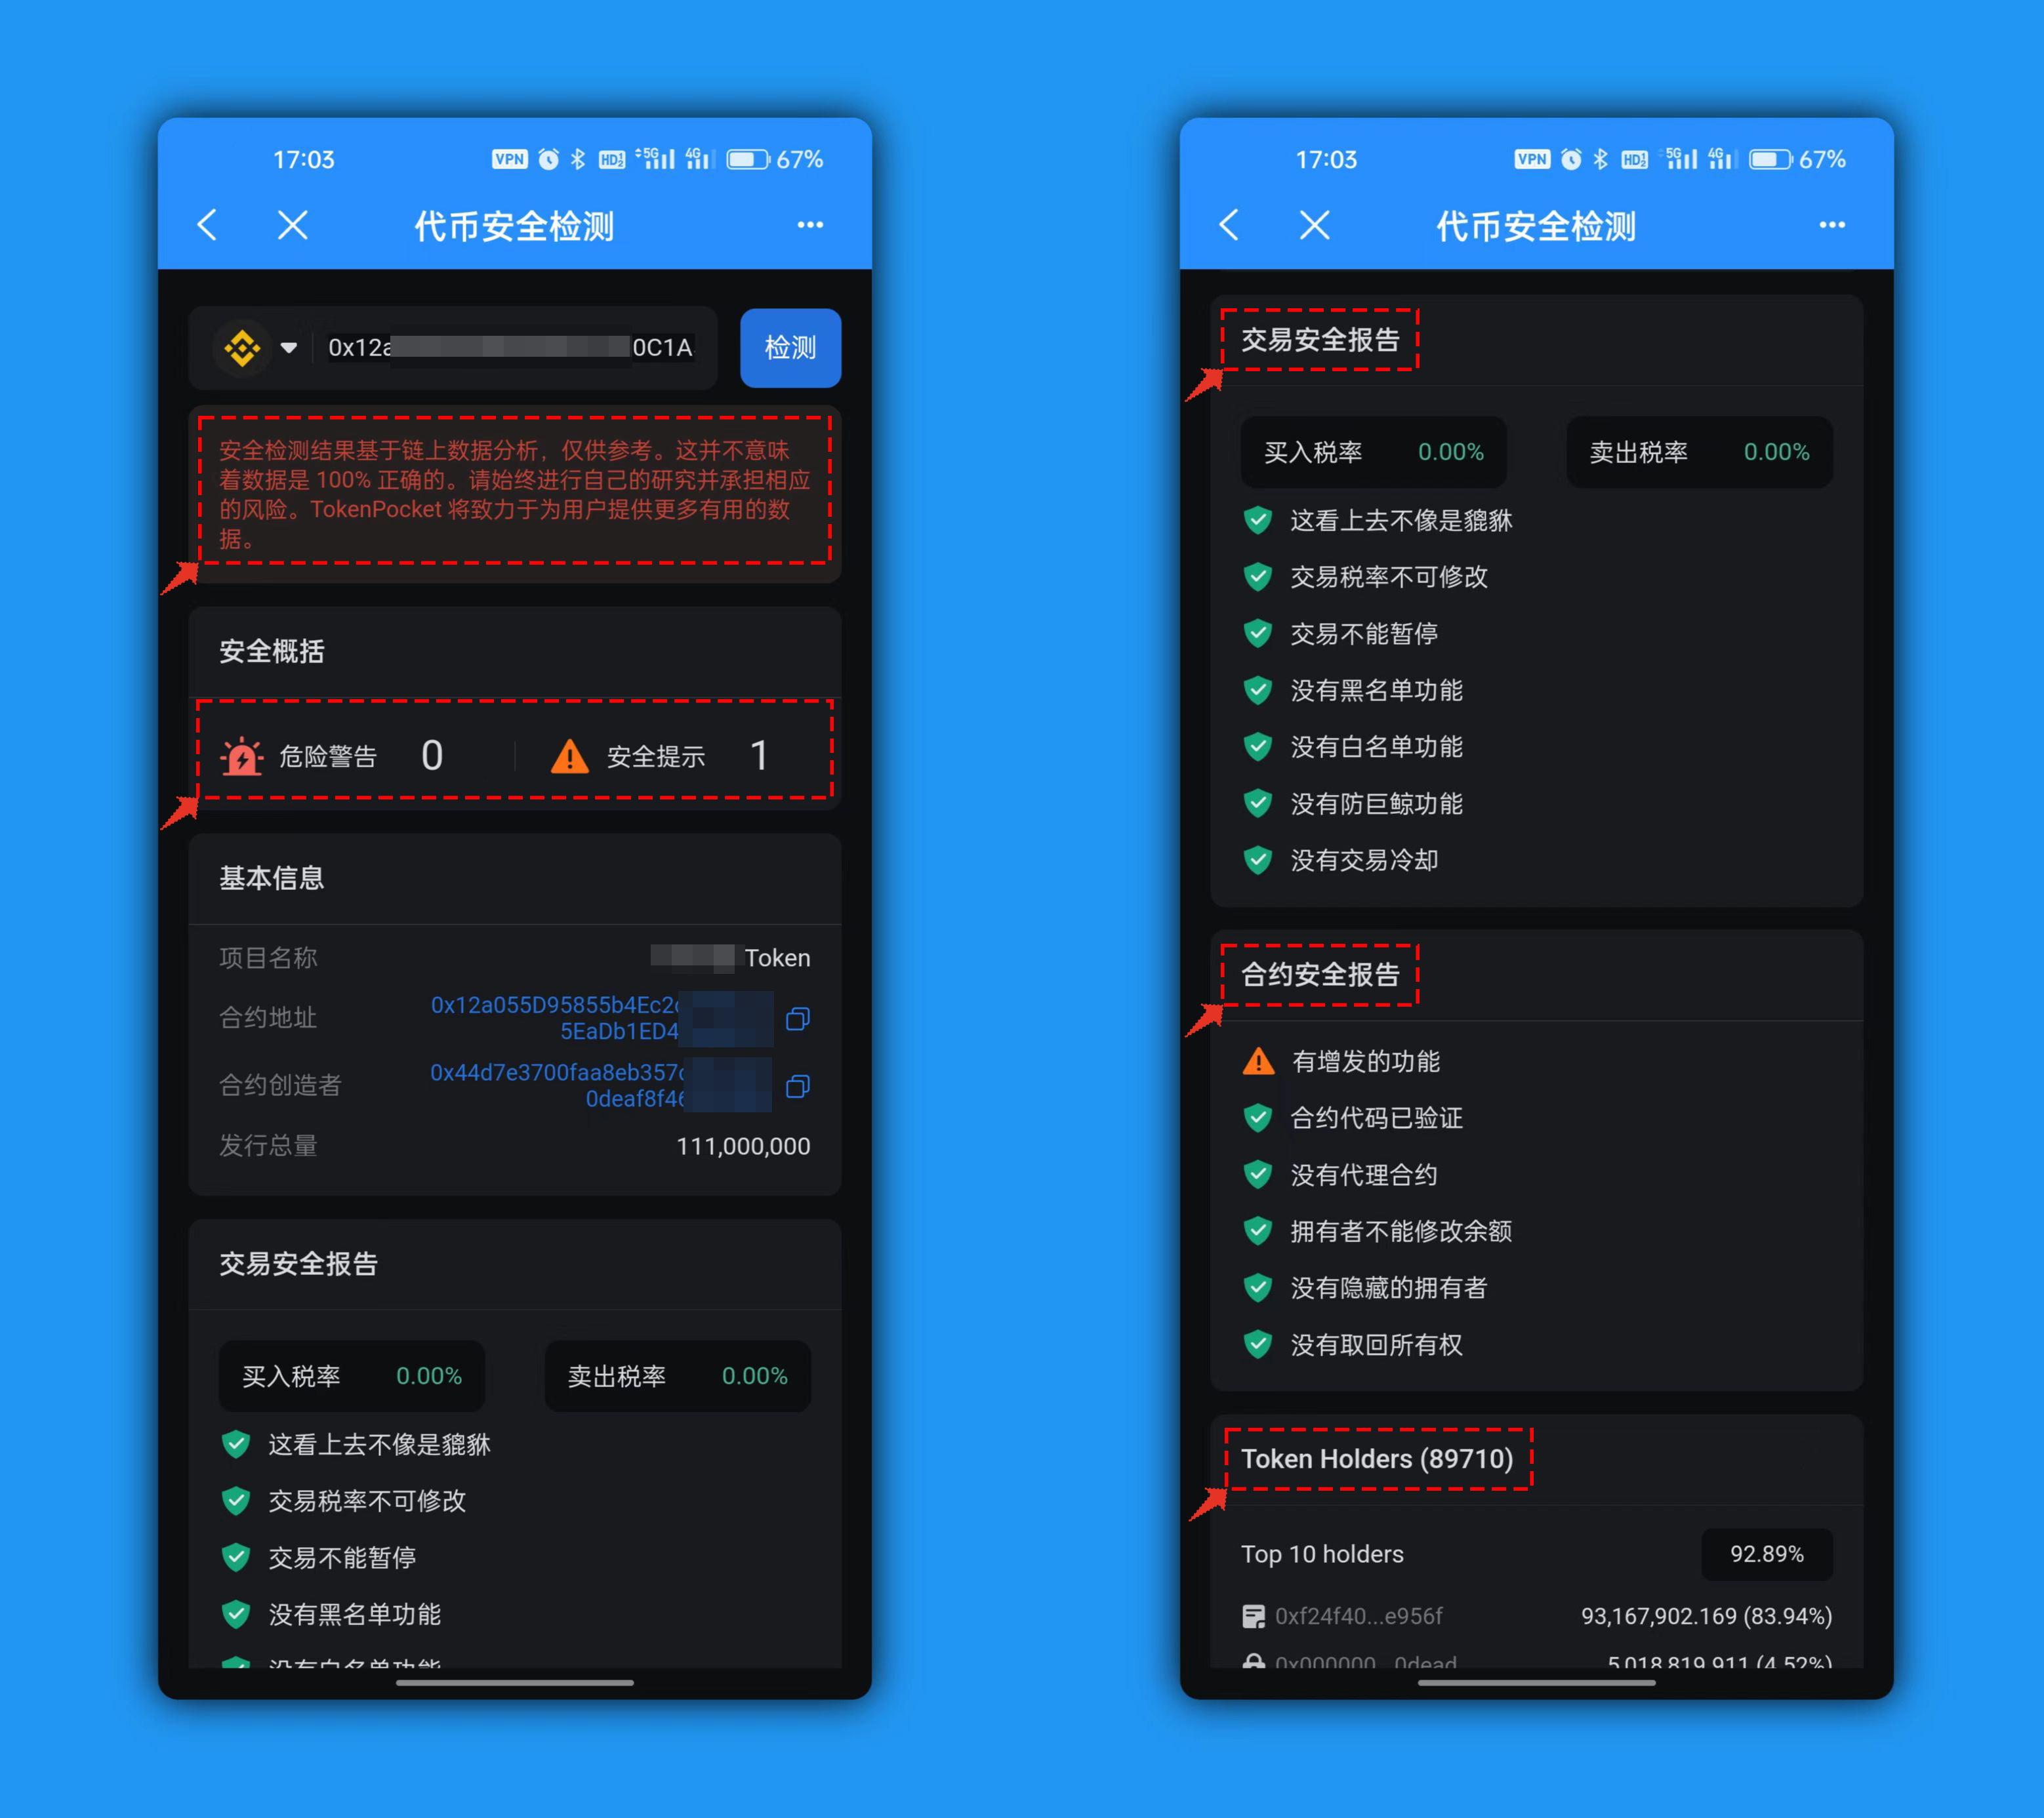 17:03
VPN
HD
5G
4G
67%
代币安全检测
0x12a
0C1A
检测
安全检测结果基于链上数据分析，仅供参考。这并不意味
着数据是 100% 正确的。请始终进行自己的研究并承担相应
的风险。TokenPocket 将致力于为用户提供更多有用的数
据。
安全概括
危险警告 0
安全提示 1
基本信息
项目名称
Token
合约地址
0x12a055D95855b4Ec2
5EaDb1ED4
合约创造者
0x44d7e3700faa8eb357
0deaf8f46
发行总量
111,000,000
交易安全报告
买入税率 0.00%
卖出税率 0.00%
这看上去不像是貔貅
交易税率不可修改
交易不能暂停
没有黑名单功能
没有白名单功能
17:03
VPN
HD
5G
4G
67%
代币安全检测
交易安全报告
买入税率 0.00%
卖出税率 0.00%
这看上去不像是貔貅
交易税率不可修改
交易不能暂停
没有黑名单功能
没有白名单功能
没有防巨鲸功能
没有交易冷却
合约安全报告
有增发的功能
合约代码已验证
没有代理合约
拥有者不能修改余额
没有隐藏的拥有者
没有取回所有权
Token Holders (89710)
Top 10 holders
92.89%
0xf24f40...e956f
93,167,902.169 (83.94%)
0x000000...0dead
5,018,819.911 (4.52%)